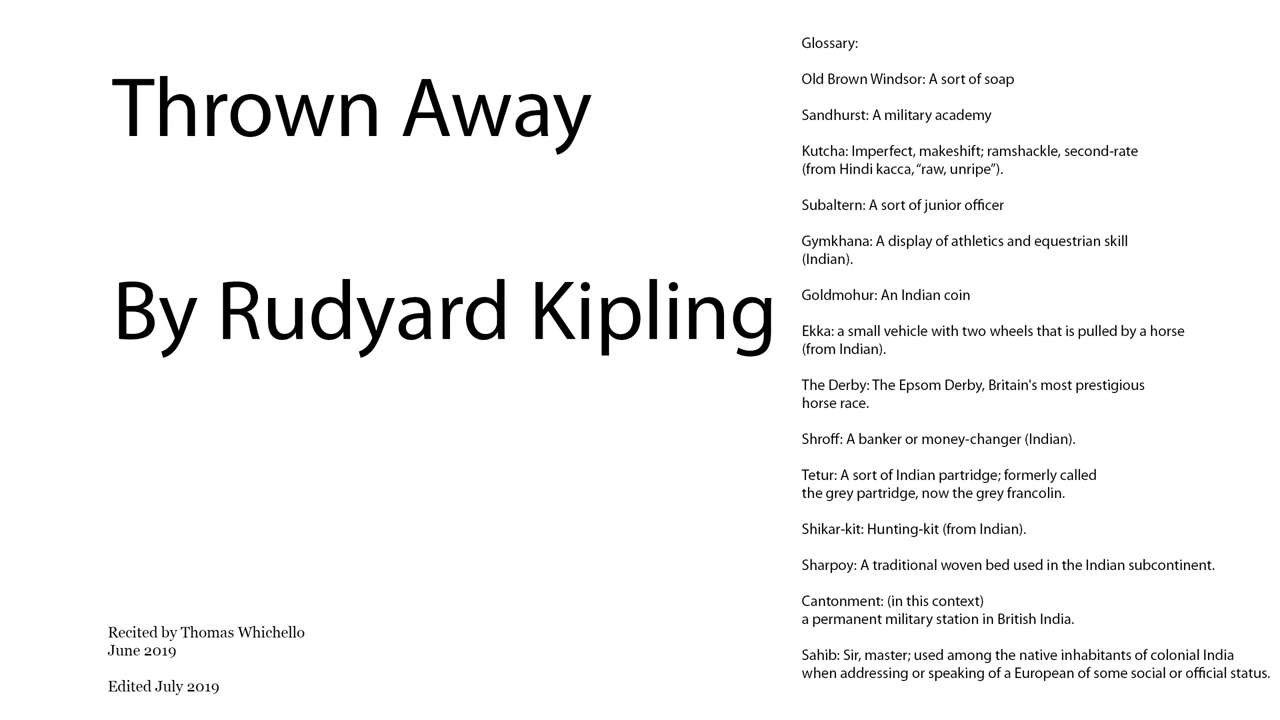 Thrown Away
By Rudyard Kipling
Recited by Thomas Whichello
June 2019
Edited July 2019
Glossary:
Old Brown Windsor: A sort of soap
Sandhurst: A military academy
Kutcha: Imperfect, makeshift; ramshackle, second-rate
(from Hindi kacca, “raw, unripe”).
Subaltern: A sort of junior officer
Gymkhana: A display of athletics and equestrian skill
(Indian).
Goldmohur: An Indian coin
Ekka: a small vehicle with two wheels that is pulled by a horse
(from Indian).
The Derby: The Epsom Derby, Britain's most prestigious
horse race.
Shroff: A banker or money-changer (Indian).
Tetur: A sort of Indian partridge; formerly called
the grey partridge, now the grey francolin.
Shikar-kit: Hunting-kit (from Indian).
Sharpoy: A traditional woven bed used in the Indian subcontinent.
Cantonment: (in this context)
a permanent military station in British India.
Sahib: Sir, master; used among the native inhabitants of colonial India
when addressing or speaking of a European of some social or official status.